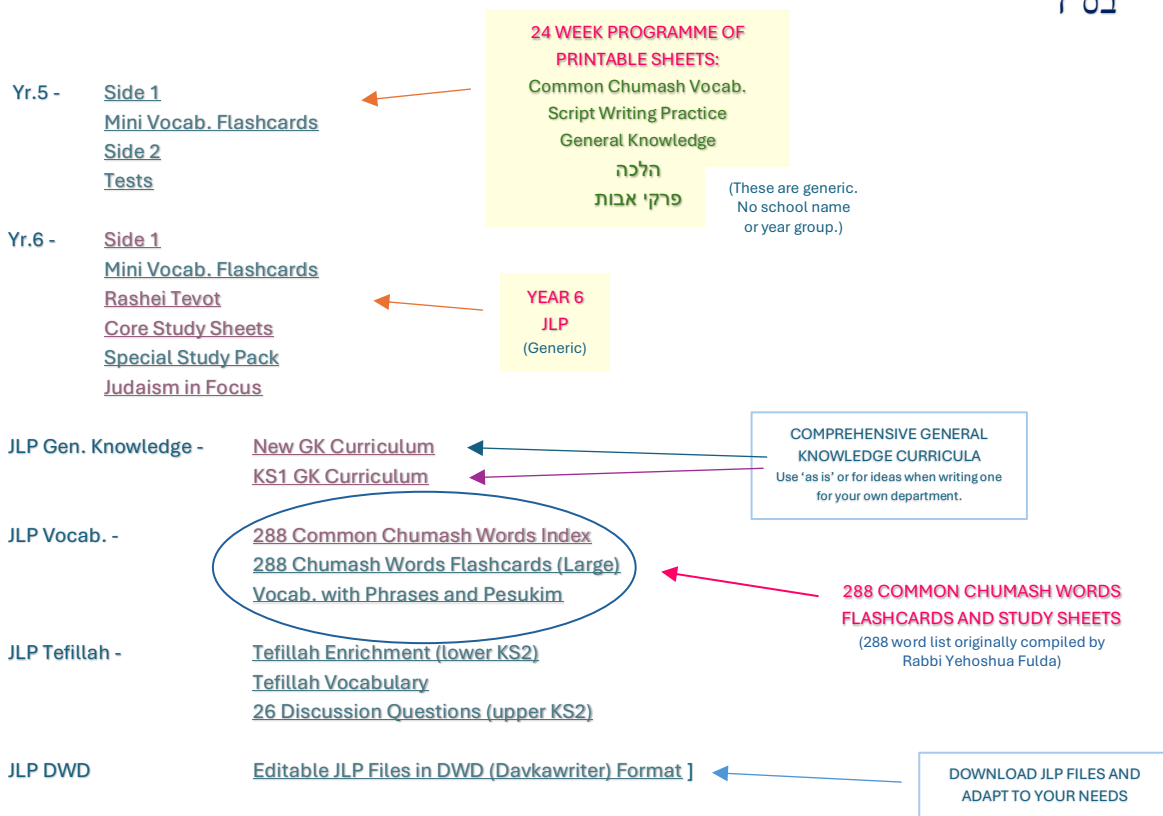 בס"ד
24 WEEK PROGRAMME OF
PRINTABLE SHEETS:
Common Chumash Vocab.
Script Writing Practice
General Knowledge
הלכה
פרקי אבות
(These are generic.
No school name
or year group.)
Yr.5 - Side 1
Mini Vocab. Flashcards
Side 2
Tests
Yr.6 - Side 1
Mini Vocab. Flashcards
Rashei Tevot
Core Study Sheets
Special Study Pack
Judaism in Focus
YEAR 6
JLP
(Generic)
JLP Gen. Knowledge - New GK Curriculum
KS1 GK Curriculum
COMPREHENSIVE GENERAL
KNOWLEDGE CURRICULA
Use ‘as is’ or for ideas when writing one
for your own department.
JLP Vocab. - 288 Common Chumash Words Index
288 Chumash Words Flashcards (Large)
Vocab. with Phrases and Pesukim
288 COMMON CHUMASH WORDS
FLASHCARDS AND STUDY SHEETS
(288 word list originally compiled by
Rabbi Yehoshua Fulda)
JLP Tefillah - Tefillah Enrichment (lower KS2)
Tefillah Vocabulary
26 Discussion Questions (upper KS2)
JLP DWD Editable JLP Files in DWD (Davkawriter) Format ]
DOWNLOAD JLP FILES AND
ADAPT TO YOUR NEEDS